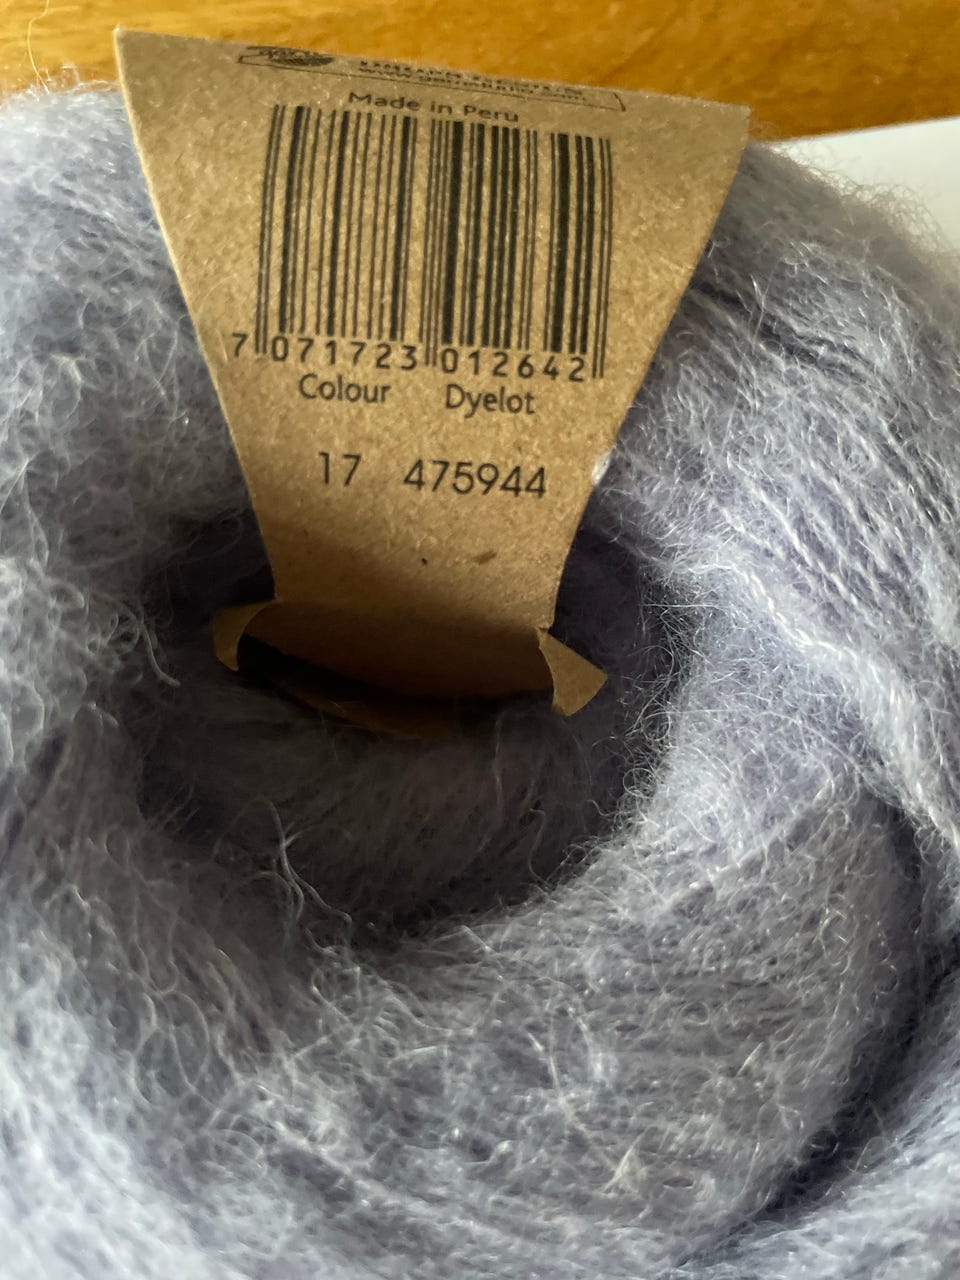 Made in Peru
7 071723 012642
Colour Dyelot
17 475944